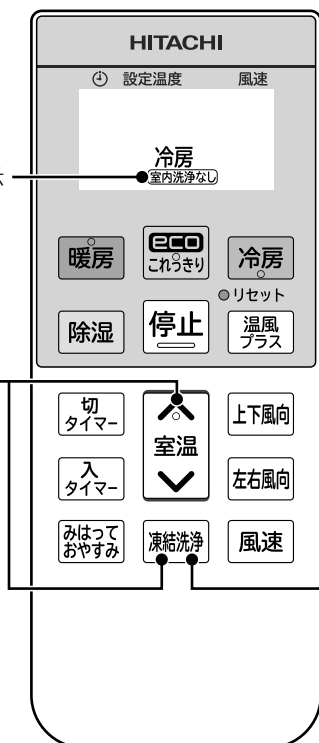 HITACHI
設定温度 風速
冷房
室内洗浄なし
暖房
eco
これっきり
冷房
リセット
除湿
停止
温風
プラス
切
タイマー
室温
上下風向
入
タイマー
左右風向
みはって
おやすみ
凍結洗浄
風速